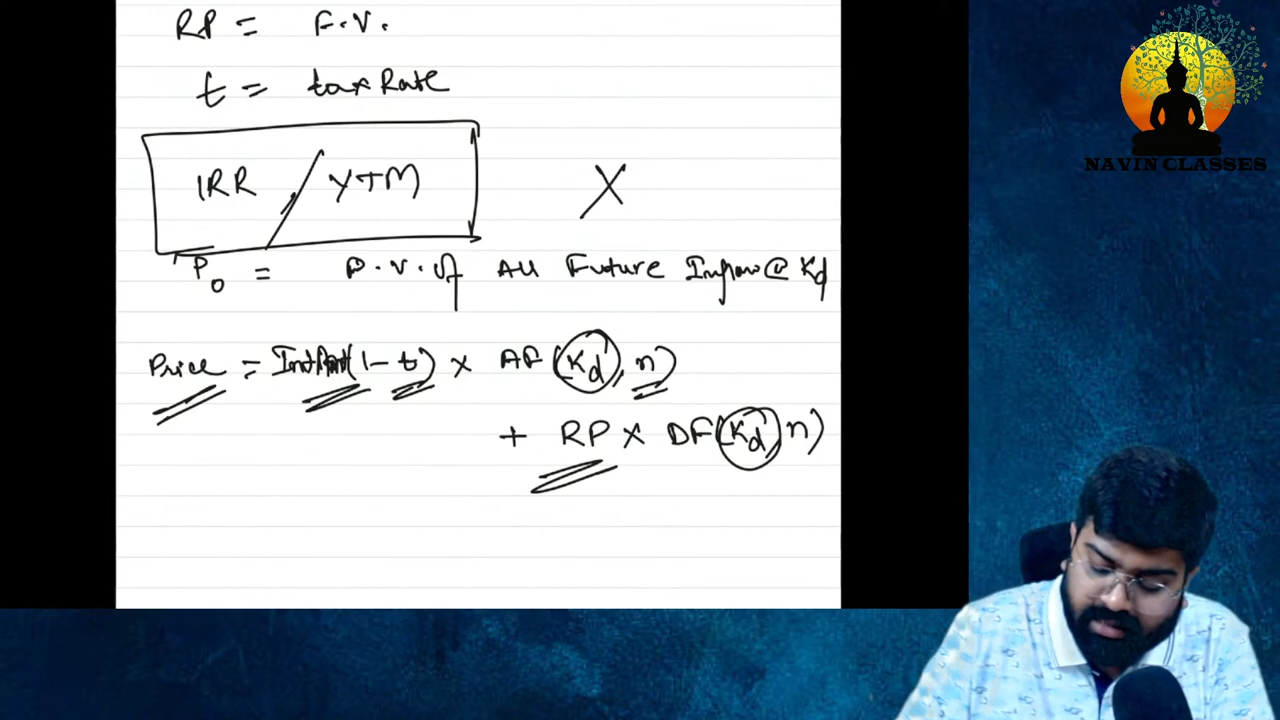 RP = F.V.
t = tax Rate
IRR / YTM X
P0 = P.V. of All Future Inflow @ Kd
Price = Int (1-t) x AF (Kd, n)
+ RP x DF (Kd, n)
NAVIN CLASSES